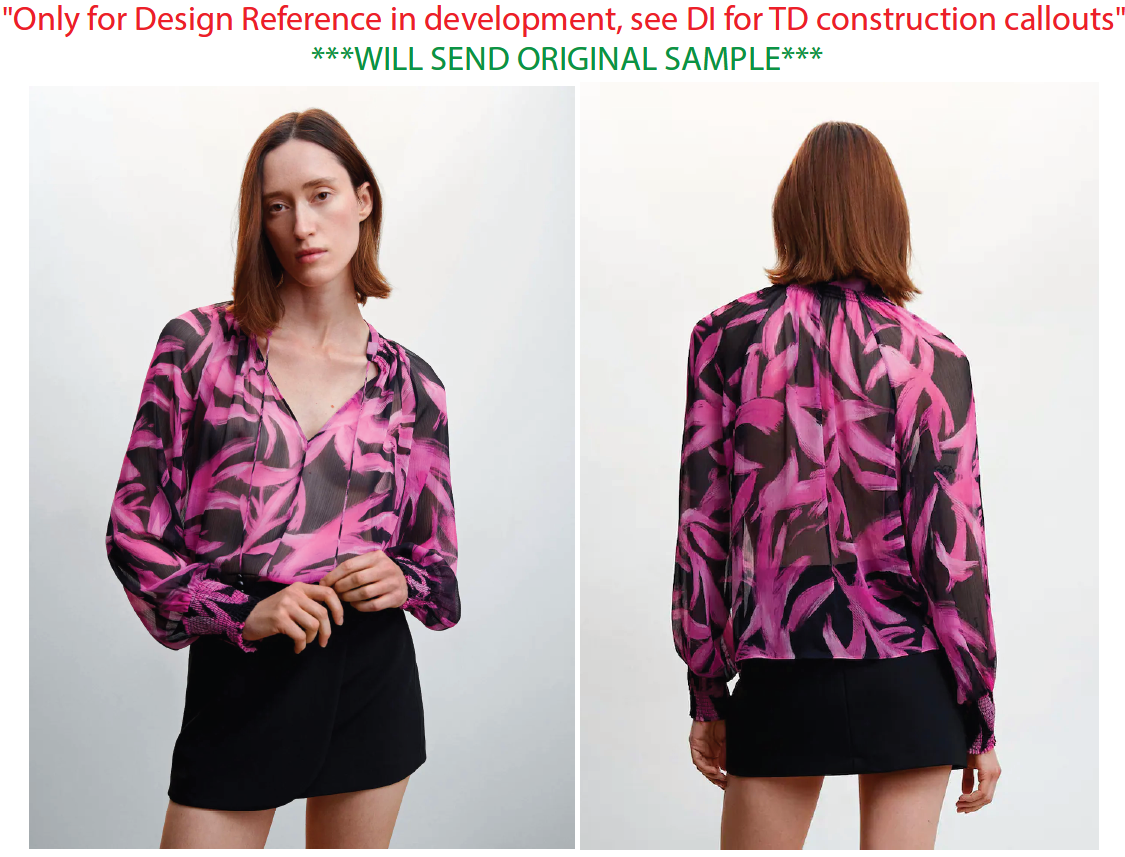 "Only for Design Reference in development, see DI for TD construction callouts"
***WILL SEND ORIGINAL SAMPLE***